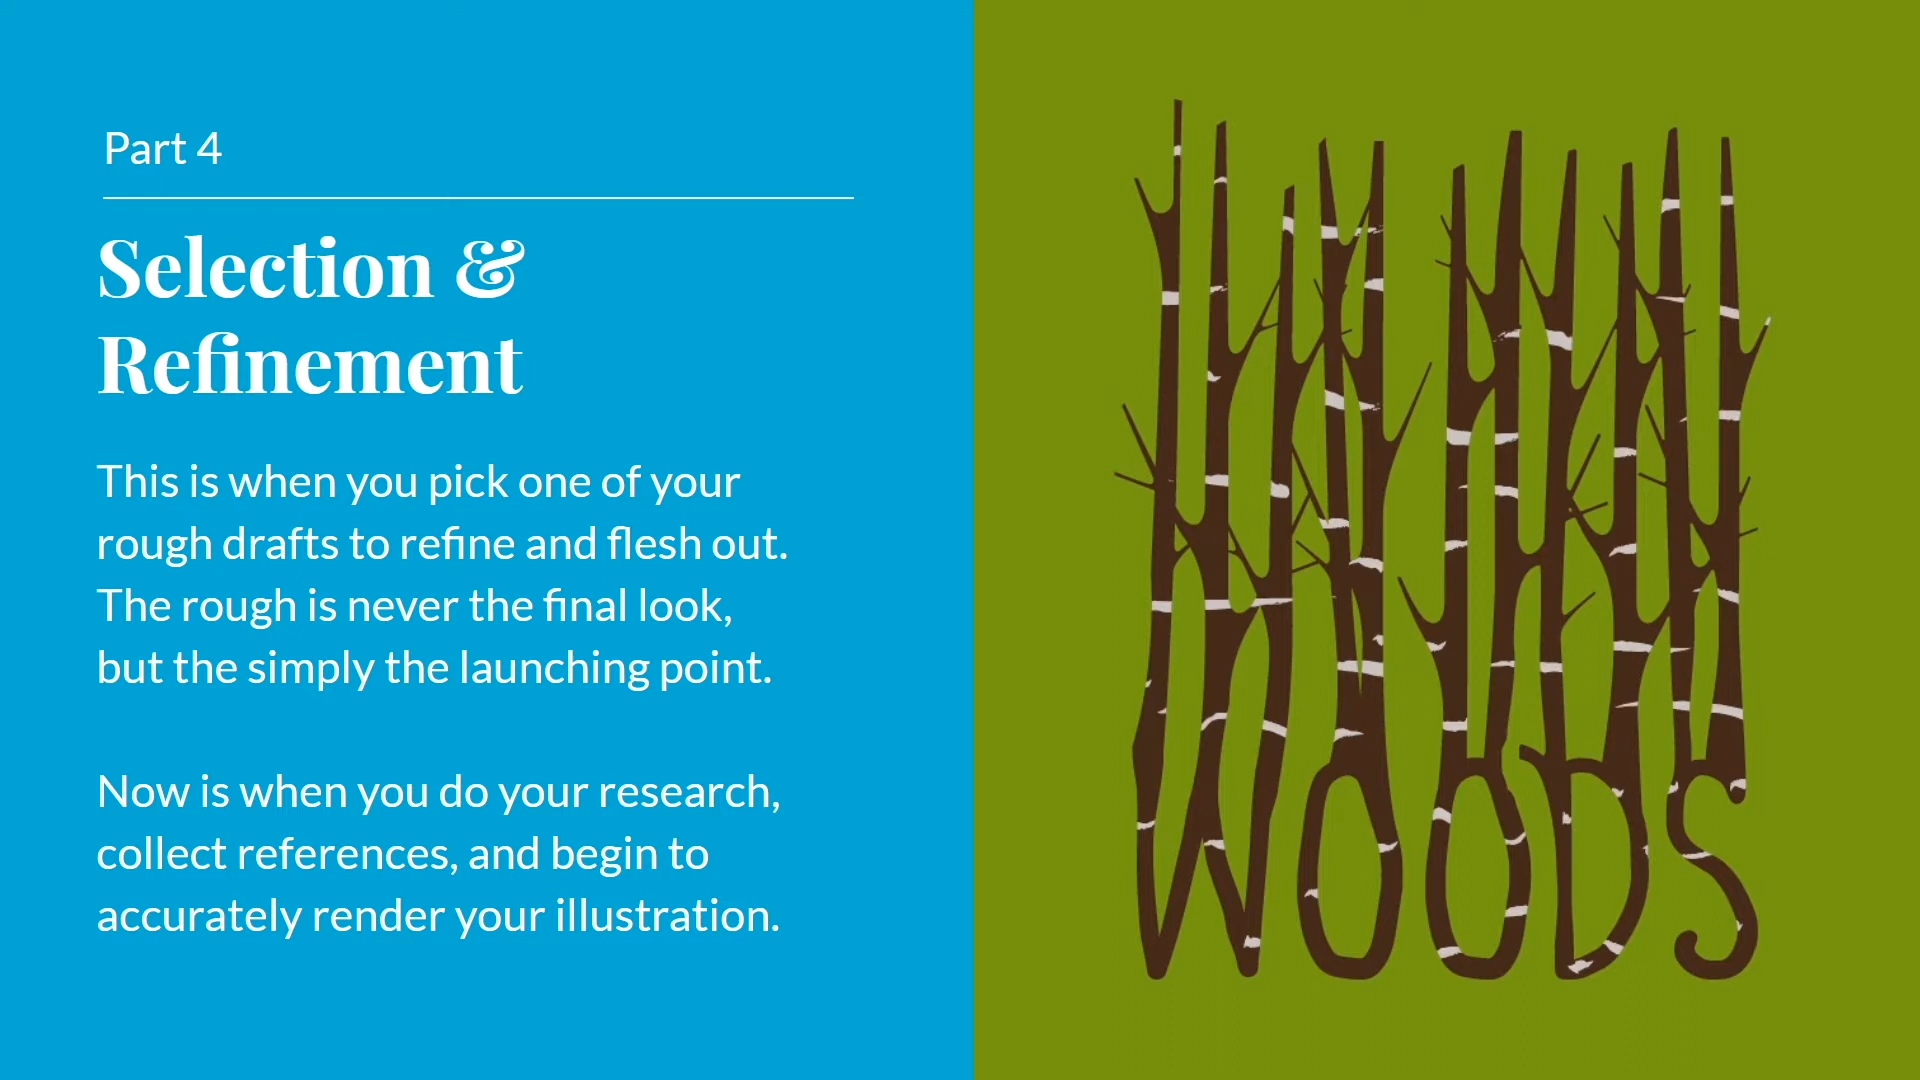 Part 4
Selection &
Refinement
This is when you pick one of your
rough drafts to refine and flesh out.
The rough is never the final look,
but the simply the launching point.
Now is when you do your research,
collect references, and begin to
accurately render your illustration.
WOODS